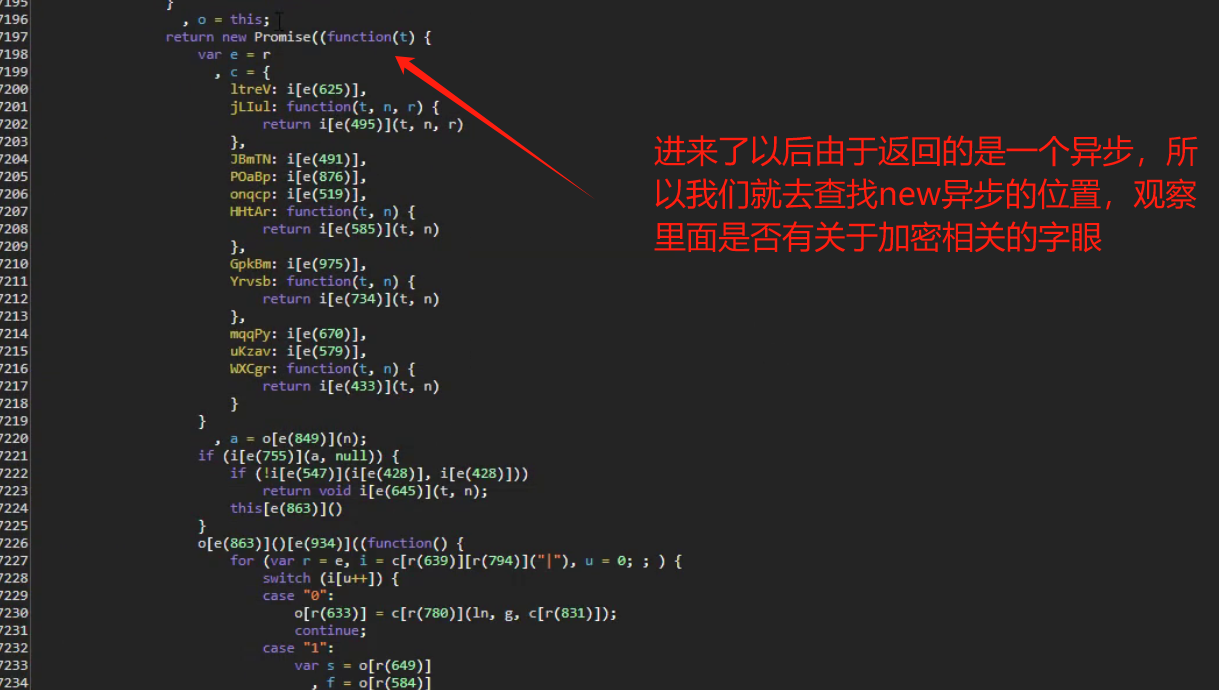 7195 }
7196 , o = this;
7197 return new Promise((function(t) {
7198 var e = r
7199 , c = {
7200 ltreV: i[e(625)],
7201 jLIul: function(t, n, r) {
7202 return i[e(495)](t, n, r)
7203 },
7204 JBmTN: i[e(491)],
7205 POaBp: i[e(876)],
7206 onqcp: i[e(519)],
7207 HHtAr: function(t, n) {
7208 return i[e(585)](t, n)
7209 },
7210 GpkBm: i[e(975)],
7211 Yrvsb: function(t, n) {
7212 return i[e(734)](t, n)
7213 },
7214 mqqPy: i[e(670)],
7215 uKzav: i[e(579)],
7216 WXCgr: function(t, n) {
7217 return i[e(433)](t, n)
7218 }
7219 }
7220 , a = o[e(849)](n);
7221 if (i[e(755)](a, null)) {
7222 if (!i[e(547)](i[e(428)], i[e(428)]))
7223 return void i[e(645)](t, n);
7224 this[e(863)]()
7225 }
7226 o[e(863)]()[e(934)]((function() {
7227 for (var r = e, i = c[r(639)][r(794)]("|"), u = 0; ; ) {
7228 switch (i[u++]) {
7229 case "0":
7230 o[r(633)] = c[r(780)](ln, g, c[r(831)]);
7231 continue;
7232 case "1":
7233 var s = o[r(649)]
7234 , f = o[r(584)]
进来了以后由于返回的是一个异步，所
以我们就去查找new异步的位置，观察
里面是否有关于加密相关的字眼